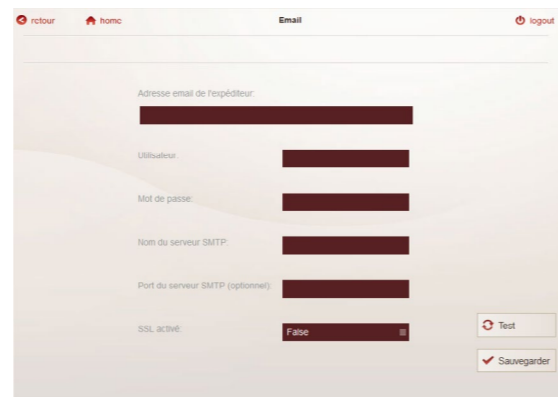 retour home Email logout
Adresse email de l'expéditeur:
Utilisateur:
Mot de passe:
Nom du serveur SMTP:
Port du serveur SMTP (optionnel):
SSL activé: False
Test
Sauvegarder